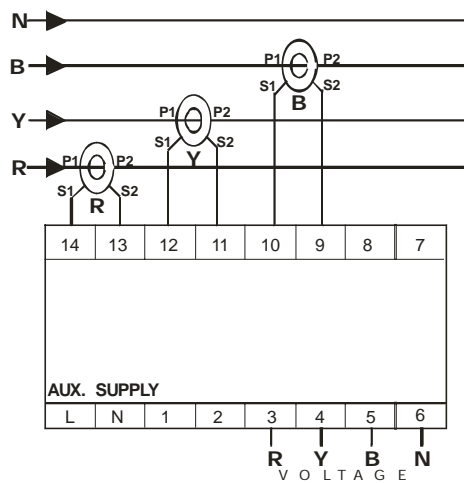 N
B P1 P2
S1 S2
B
Y P1 P2
S1 S2
Y
R P1 P2
S1 S2
R
14 13 12 11 10 9 8 7
AUX. SUPPLY
L N 1 2 3 4 5 6
R Y B N
VOLTAGE